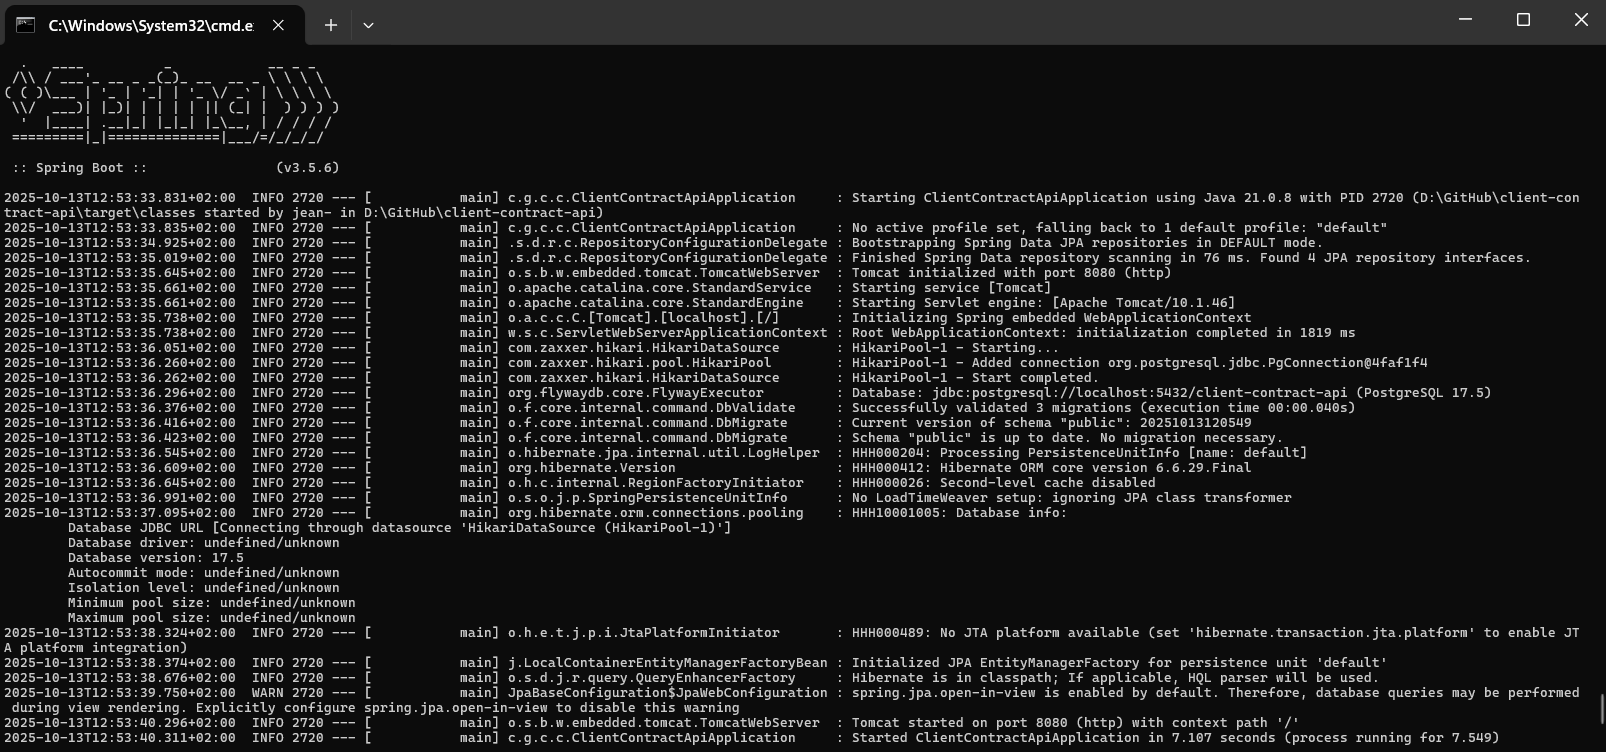 C:\Windows\System32\cmd.e
  .   ____          _            __ _ _
 /\\ / ___'_ __ _ _(_)_ __  __ _ \ \ \ \
( ( )\___ | '_ | '_| | '_ \/ _` | \ \ \ \
 \\/  ___)| |_)| | | | | || (_| |  ) ) ) )
  '  |____| .__|_| |_|_| |_\__, | / / / /
 =========|_|==============|___/=/_/_/_/
 :: Spring Boot ::                (v3.5.6)
2025-10-13T12:53:33.831+02:00  INFO 2720 --- [           main] c.g.c.c.ClientContractApiApplication     : Starting ClientContractApiApplication using Java 21.0.8 with PID 2720 (D:\GitHub\client-con
tract-api\target\classes started by jean- in D:\GitHub\client-contract-api)
2025-10-13T12:53:33.835+02:00  INFO 2720 --- [           main] c.g.c.c.ClientContractApiApplication     : No active profile set, falling back to 1 default profile: "default"
2025-10-13T12:53:34.925+02:00  INFO 2720 --- [           main] .s.d.r.c.RepositoryConfigurationDelegate : Bootstrapping Spring Data JPA repositories in DEFAULT mode.
2025-10-13T12:53:35.019+02:00  INFO 2720 --- [           main] .s.d.r.c.RepositoryConfigurationDelegate : Finished Spring Data repository scanning in 76 ms. Found 4 JPA repository interfaces.
2025-10-13T12:53:35.645+02:00  INFO 2720 --- [           main] o.s.b.w.embedded.tomcat.TomcatWebServer  : Tomcat initialized with port 8080 (http)
2025-10-13T12:53:35.661+02:00  INFO 2720 --- [           main] o.apache.catalina.core.StandardService   : Starting service [Tomcat]
2025-10-13T12:53:35.661+02:00  INFO 2720 --- [           main] o.apache.catalina.core.StandardEngine    : Starting Servlet engine: [Apache Tomcat/10.1.46]
2025-10-13T12:53:35.738+02:00  INFO 2720 --- [           main] o.a.c.c.C.[Tomcat].[localhost].[/]       : Initializing Spring embedded WebApplicationContext
2025-10-13T12:53:35.738+02:00  INFO 2720 --- [           main] w.s.c.ServletWebServerApplicationContext : Root WebApplicationContext: initialization completed in 1819 ms
2025-10-13T12:53:36.051+02:00  INFO 2720 --- [           main] com.zaxxer.hikari.HikariDataSource       : HikariPool-1 - Starting...
2025-10-13T12:53:36.260+02:00  INFO 2720 --- [           main] com.zaxxer.hikari.pool.HikariPool        : HikariPool-1 - Added connection org.postgresql.jdbc.PgConnection@4faf1f4
2025-10-13T12:53:36.262+02:00  INFO 2720 --- [           main] com.zaxxer.hikari.HikariDataSource       : HikariPool-1 - Start completed.
2025-10-13T12:53:36.296+02:00  INFO 2720 --- [           main] org.flywaydb.core.FlywayExecutor         : Database: jdbc:postgresql://localhost:5432/client-contract-api (PostgreSQL 17.5)
2025-10-13T12:53:36.376+02:00  INFO 2720 --- [           main] o.f.core.internal.command.DbValidate     : Successfully validated 3 migrations (execution time 00:00.040s)
2025-10-13T12:53:36.416+02:00  INFO 2720 --- [           main] o.f.core.internal.command.DbMigrate      : Current version of schema "public": 20251013120549
2025-10-13T12:53:36.423+02:00  INFO 2720 --- [           main] o.f.core.internal.command.DbMigrate      : Schema "public" is up to date. No migration necessary.
2025-10-13T12:53:36.545+02:00  INFO 2720 --- [           main] o.hibernate.jpa.internal.util.LogHelper  : HHH000204: Processing PersistenceUnitInfo [name: default]
2025-10-13T12:53:36.609+02:00  INFO 2720 --- [           main] org.hibernate.Version                    : HHH000412: Hibernate ORM core version 6.6.29.Final
2025-10-13T12:53:36.645+02:00  INFO 2720 --- [           main] o.h.c.internal.RegionFactoryInitiator    : HHH000026: Second-level cache disabled
2025-10-13T12:53:36.991+02:00  INFO 2720 --- [           main] o.s.o.j.p.SpringPersistenceUnitInfo      : No LoadTimeWeaver setup: ignoring JPA class transformer
2025-10-13T12:53:37.095+02:00  INFO 2720 --- [           main] org.hibernate.orm.connections.pooling    : HHH10001005: Database info:
        Database JDBC URL [Connecting through datasource 'HikariDataSource (HikariPool-1)']
        Database driver: undefined/unknown
        Database version: 17.5
        Autocommit mode: undefined/unknown
        Isolation level: undefined/unknown
        Minimum pool size: undefined/unknown
        Maximum pool size: undefined/unknown
2025-10-13T12:53:38.324+02:00  INFO 2720 --- [           main] o.h.e.t.j.p.i.JtaPlatformInitiator       : HHH000489: No JTA platform available (set 'hibernate.transaction.jta.platform' to enable JT
A platform integration)
2025-10-13T12:53:38.374+02:00  INFO 2720 --- [           main] j.LocalContainerEntityManagerFactoryBean : Initialized JPA EntityManagerFactory for persistence unit 'default'
2025-10-13T12:53:38.676+02:00  INFO 2720 --- [           main] o.s.d.j.r.query.QueryEnhancerFactory     : Hibernate is in classpath; If applicable, HQL parser will be used.
2025-10-13T12:53:39.750+02:00  WARN 2720 --- [           main] JpaBaseConfiguration$JpaWebConfiguration : spring.jpa.open-in-view is enabled by default. Therefore, database queries may be performed
 during view rendering. Explicitly configure spring.jpa.open-in-view to disable this warning
2025-10-13T12:53:40.296+02:00  INFO 2720 --- [           main] o.s.b.w.embedded.tomcat.TomcatWebServer  : Tomcat started on port 8080 (http) with context path '/'
2025-10-13T12:53:40.311+02:00  INFO 2720 --- [           main] c.g.c.c.ClientContractApiApplication     : Started ClientContractApiApplication in 7.107 seconds (process running for 7.549)